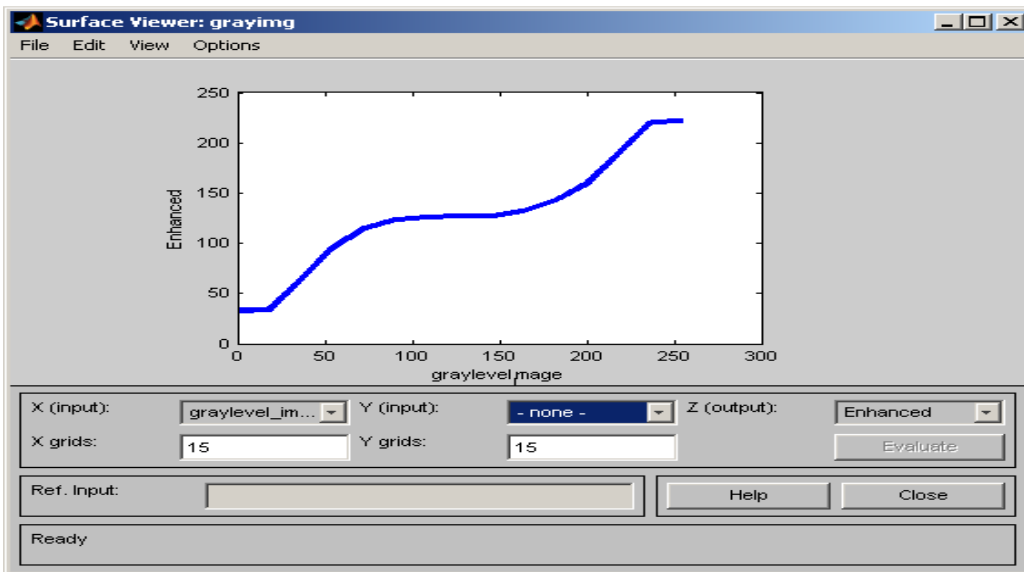 Surface Viewer: grayimg
File Edit View Options
250
200
150
100
50
0
Enhanced
0 50 100 150 200 250 300
graylevelımage
X (input): graylevel_im... Y (input): - none - Z (output): Enhanced
X grids: 15 Y grids: 15 Evaluate
Ref. Input: Help Close
Ready